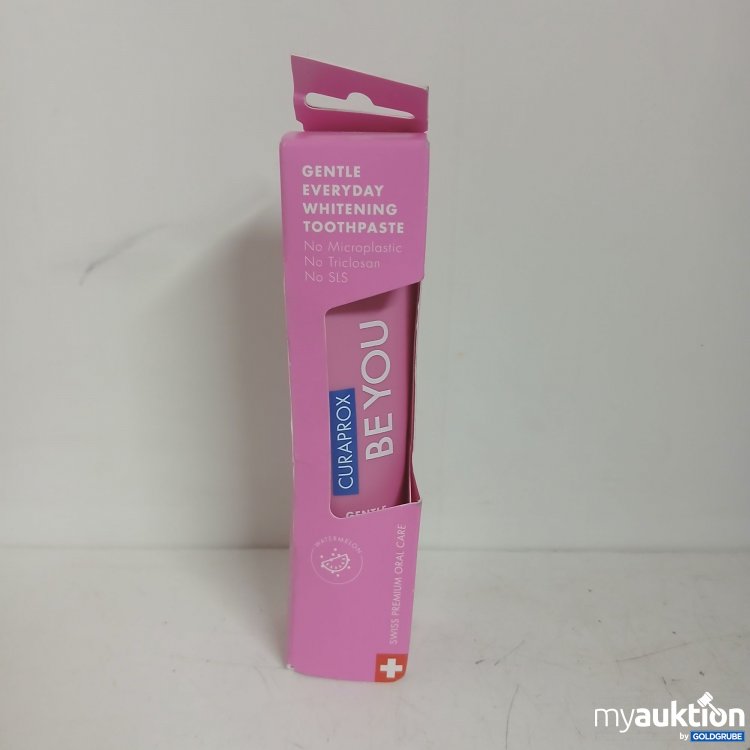 GENTLE
EVERYDAY
WHITENING
TOOTHPASTE
No Microplastic
No Triclosan
No SLS
CURAPROX
BE YOU
GENTLE
WATERMELON
SWISS PREMIUM ORAL CARE
myauktion
by GOLDGRUBE